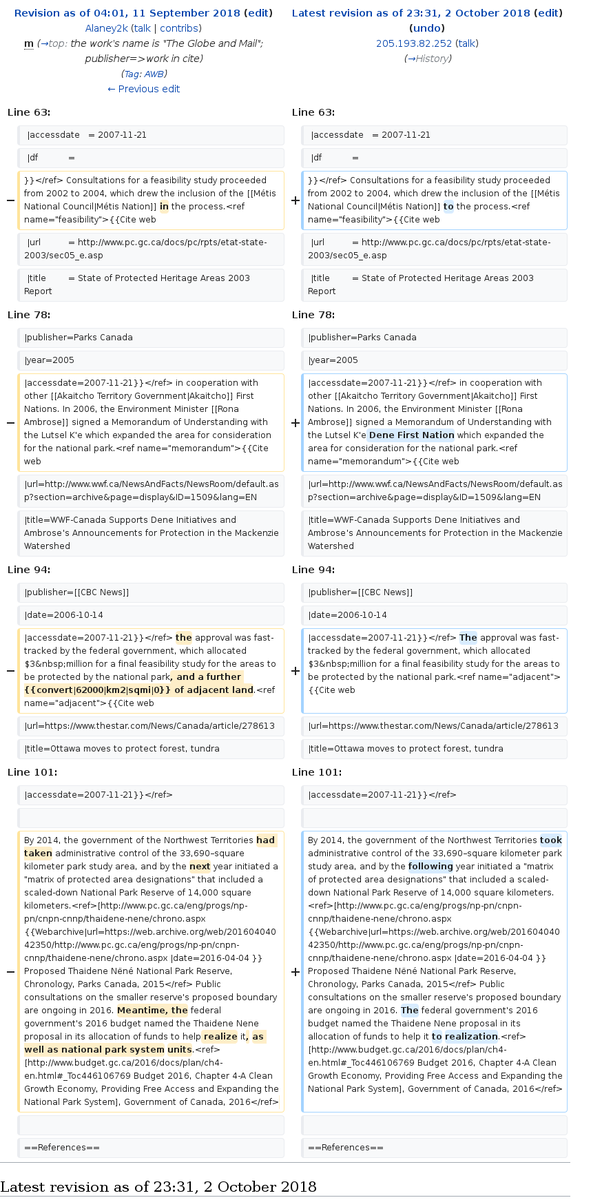 Revision as of 04:01, 11 September 2018 (edit)
Alaney2k (talk | contribs)
m (→top: the work's name is "The Globe and Mail";
publisher=>work in cite)
(Tag: AWB)
← Previous edit
Latest revision as of 23:31, 2 October 2018 (edit)
(undo)
205.193.82.252 (talk)
(→History)
Line 63:
Line 63:
|accessdate = 2007-11-21
|accessdate = 2007-11-21
|df =
|df =
−
}}</ref> Consultations for a feasibility study proceeded
from 2002 to 2004, which drew the inclusion of the [[Métis
National Council|Métis Nation]] in the process.<ref
name="feasibility">{{Cite web
+
}}</ref> Consultations for a feasibility study proceeded
from 2002 to 2004, which drew the inclusion of the [[Métis
National Council|Métis Nation]] to the process.<ref
name="feasibility">{{Cite web
|url = http://www.pc.gc.ca/docs/pc/rpts/etat-state-
2003/sec05_e.asp
|url = http://www.pc.gc.ca/docs/pc/rpts/etat-state-
2003/sec05_e.asp
|title = State of Protected Heritage Areas 2003
Report
|title = State of Protected Heritage Areas 2003
Report
Line 78:
Line 78:
|publisher=Parks Canada
|publisher=Parks Canada
|year=2005
|year=2005
−
|accessdate=2007-11-21}}</ref> in cooperation with
other [[Akaitcho Territory Government|Akaitcho]] First
Nations. In 2006, the Environment Minister [[Rona
Ambrose]] signed a Memorandum of Understanding with
the Lutsel K'e which expanded the area for consideration
for the national park.<ref name="memorandum">{{Cite
web
+
|accessdate=2007-11-21}}</ref> in cooperation with
other [[Akaitcho Territory Government|Akaitcho]] First
Nations. In 2006, the Environment Minister [[Rona
Ambrose]] signed a Memorandum of Understanding with
the Lutsel K'e Dene First Nation which expanded the
area for consideration for the national park.<ref
name="memorandum">{{Cite web
|url=http://www.wwf.ca/NewsAndFacts/NewsRoom/default.as
p?section=archive&page=display&ID=1509&lang=EN
|url=http://www.wwf.ca/NewsAndFacts/NewsRoom/default.as
p?section=archive&page=display&ID=1509&lang=EN
|title=WWF-Canada Supports Dene Initiatives and
Ambrose's Announcements for Protection in the Mackenzie
Watershed
|title=WWF-Canada Supports Dene Initiatives and
Ambrose's Announcements for Protection in the Mackenzie
Watershed
Line 94:
Line 94:
|publisher=[[CBC News]]
|publisher=[[CBC News]]
|date=2006-10-14
|date=2006-10-14
−
|accessdate=2007-11-21}}</ref> the approval was fast-
tracked by the federal government, which allocated
$3&nbsp;million for a final feasibility study for the areas to
be protected by the national park, and a further
{{convert|62000|km2|sqmi|0}} of adjacent land.<ref
name="adjacent">{{Cite web
+
|accessdate=2007-11-21}}</ref> The approval was fast-
tracked by the federal government, which allocated
$3&nbsp;million for a final feasibility study for the areas to
be protected by the national park.<ref name="adjacent">
{{Cite web
|url=https://www.thestar.com/News/Canada/article/278613
|url=https://www.thestar.com/News/Canada/article/278613
|title=Ottawa moves to protect forest, tundra
|title=Ottawa moves to protect forest, tundra
Line 101:
Line 101:
|accessdate=2007-11-21}}</ref>
|accessdate=2007-11-21}}</ref>
−
By 2014, the government of the Northwest Territories had
taken administrative control of the 33,690–square
kilometer park study area, and by the next year initiated a
"matrix of protected area designations" that included a
scaled-down National Park Reserve of 14,000 square
kilometers.<ref>[http://www.pc.gc.ca/eng/progs/np-
pn/cnpn-cnnp/thaidene-nene/chrono.aspx
{{Webarchive|url=https://web.archive.org/web/201604040
42350/http://www.pc.gc.ca/eng/progs/np-pn/cnpn-
cnnp/thaidene-nene/chrono.aspx |date=2016-04-04 }}
Proposed Thaidene Nëné National Park Reserve,
Chronology, Parks Canada, 2015</ref> Public
consultations on the smaller reserve's proposed boundary
are ongoing in 2016. Meantime, the federal
government's 2016 budget named the Thaidene Nene
proposal in its allocation of funds to help realize it, as
well as national park system units.<ref>
[http://www.budget.gc.ca/2016/docs/plan/ch4-
en.html#_Toc446106769 Budget 2016, Chapter 4-A Clean
Growth Economy, Providing Free Access and Expanding the
National Park System], Government of Canada, 2016</ref>
+
By 2014, the government of the Northwest Territories took
administrative control of the 33,690–square kilometer park
study area, and by the following year initiated a "matrix
of protected area designations" that included a scaled-
down National Park Reserve of 14,000 square kilometers.
<ref>[http://www.pc.gc.ca/eng/progs/np-pn/cnpn-
cnnp/thaidene-nene/chrono.aspx
{{Webarchive|url=https://web.archive.org/web/201604040
42350/http://www.pc.gc.ca/eng/progs/np-pn/cnpn-
cnnp/thaidene-nene/chrono.aspx |date=2016-04-04 }}
Proposed Thaidene Nëné National Park Reserve,
Chronology, Parks Canada, 2015</ref> Public
consultations on the smaller reserve's proposed boundary
are ongoing in 2016. The federal government's 2016
budget named the Thaidene Nene proposal in its
allocation of funds to help it to realization.<ref>
[http://www.budget.gc.ca/2016/docs/plan/ch4-
en.html#_Toc446106769 Budget 2016, Chapter 4-A Clean
Growth Economy, Providing Free Access and Expanding the
National Park System], Government of Canada, 2016</ref>
==References==
==References==
Latest revision as of 23:31, 2 October 2018